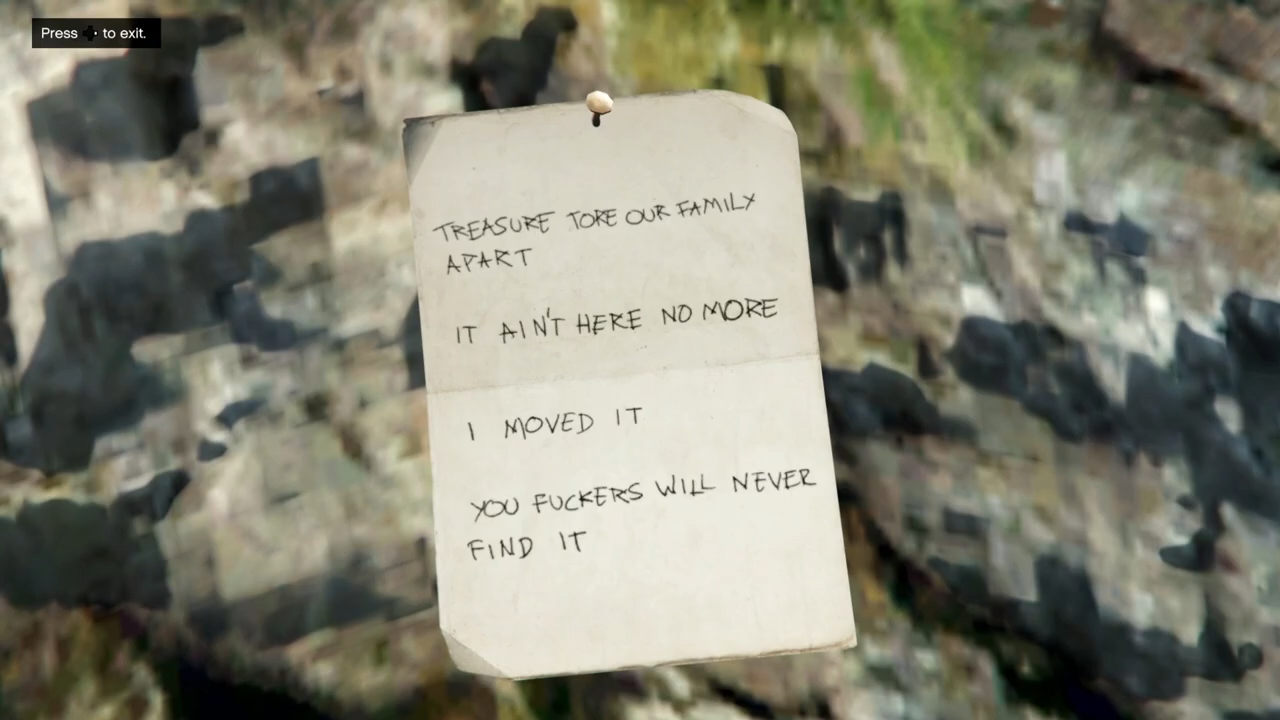 Press to exit.
TREASURE TORE OUR FAMILY
APART
IT AIN'T HERE NO MORE
I MOVED IT
YOU FUCKERS WILL NEVER
FIND IT